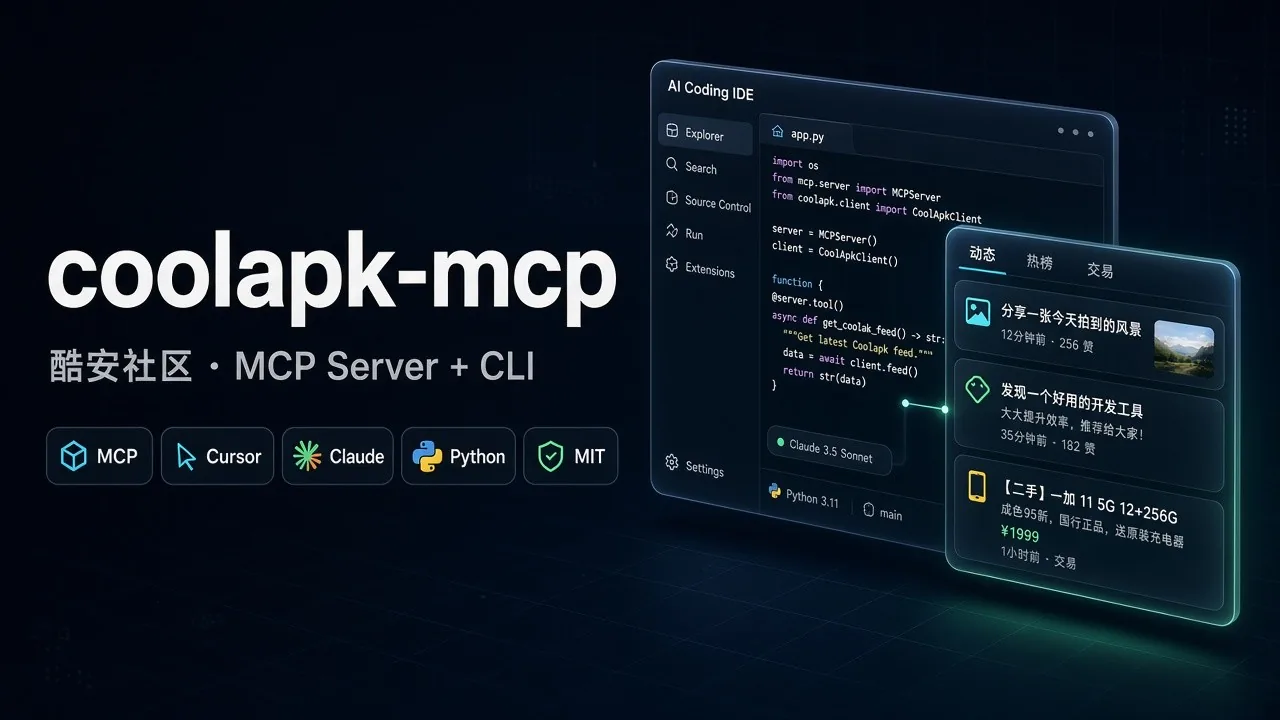 coolapk-mcp
酷安社区 · MCP Server + CLI
MCP
Cursor
Claude
Python
MIT
AI Coding IDE
Explorer
Search
Source Control
Run
Extensions
Settings
app.py
import os
from mcp.server import MCPServer
from coolapk.client import CoolApkClient
server = MCPServer()
client = CoolApkClient()
function {
@server.tool()
async def get_coolak_feed() -> str:
"""Get latest Coolapk feed."""
data = await client.feed()
return str(data)
}
Claude 3.5 Sonnet
Python 3.11
main
动态
热榜
交易
分享一张今天拍到的风景
12分钟前 · 256 赞
发现一个好用的开发工具
大大提升效率，推荐给大家！
35分钟前 · 182 赞
【二手】一加 11 5G 12+256G
成色95新，国行正品，送原装充电器
¥1999
1小时前 · 交易